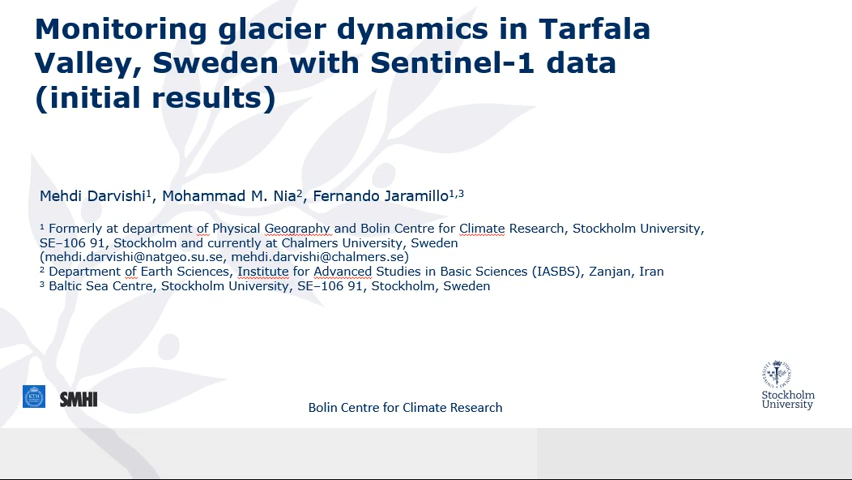 Monitoring glacier dynamics in Tarfala
Valley, Sweden with Sentinel-1 data
(initial results)
Mehdi Darvishi¹, Mohammad M. Nia², Fernando Jaramillo¹,³
¹ Formerly at department of Physical Geography and Bolin Centre for Climate Research, Stockholm University,
SE–106 91, Stockholm and currently at Chalmers University, Sweden
(mehdi.darvishi@natgeo.su.se, mehdi.darvishi@chalmers.se)
² Department of Earth Sciences, Institute for Advanced Studies in Basic Sciences (IASBS), Zanjan, Iran
³ Baltic Sea Centre, Stockholm University, SE–106 91, Stockholm, Sweden
KTH
SMHI
Bolin Centre for Climate Research
Stockholm
University